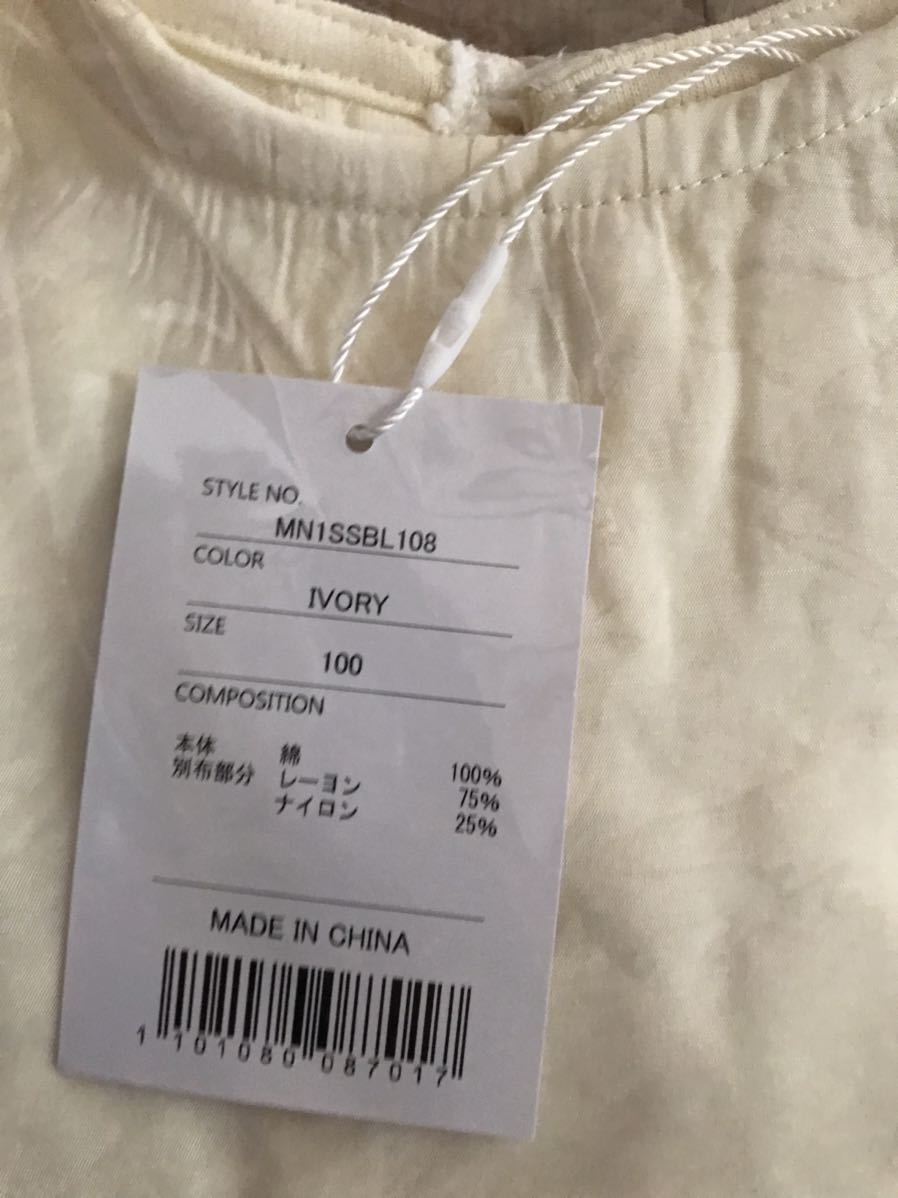 STYLE NO.
MN1SSBL108
COLOR
IVORY
SIZE
100
COMPOSITION
本体 綿 100%
別布部分 レーヨン 75%
ナイロン 25%
MADE IN CHINA
1 101080 087017